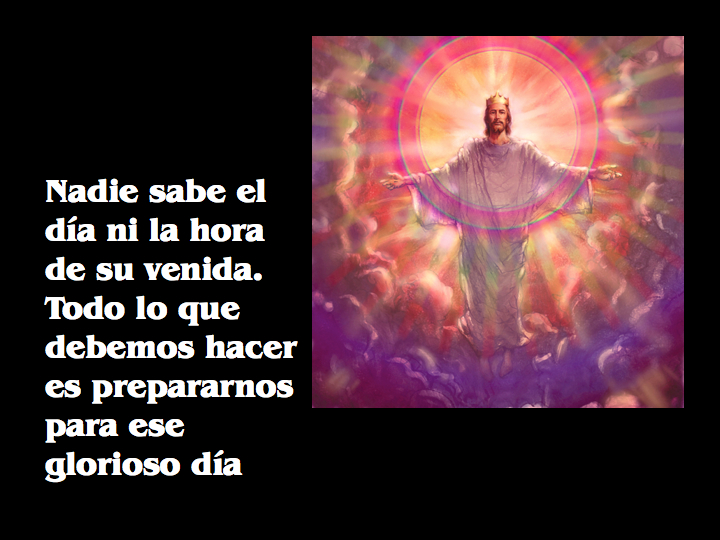 Nadie sabe el
día ni la hora
de su venida.
Todo lo que
debemos hacer
es prepararnos
para ese
glorioso día